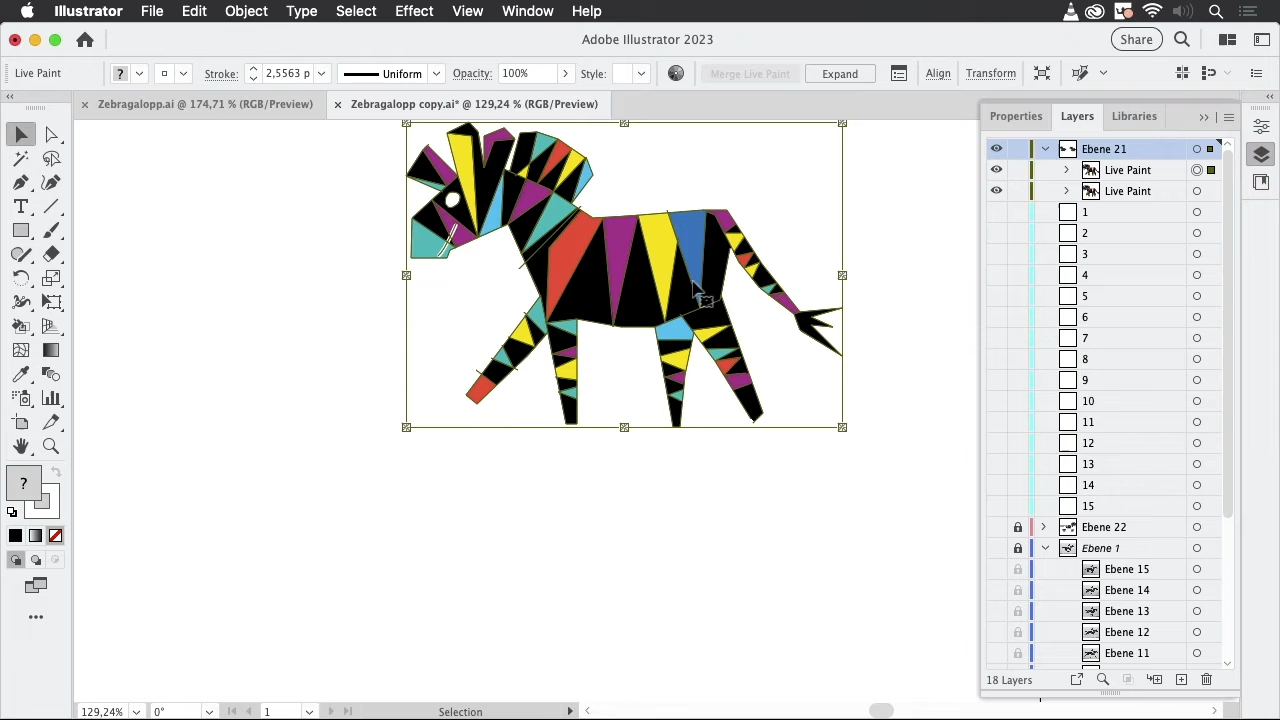 Illustrator File Edit Object Type Select Effect View Window Help
Adobe Illustrator 2023
Share
Live Paint
?
Stroke:
2,5563 p
Uniform
Opacity:
100%
Style:
Merge Live Paint
Expand
Align
Transform
Zebragalopp.ai @ 174,71 % (RGB/Preview)
Zebragalopp copy.ai* @ 129,24 % (RGB/Preview)
Properties
Layers
Libraries
Ebene 21
Live Paint
Live Paint
1
2
3
4
5
6
7
8
9
10
11
12
13
14
15
Ebene 22
Ebene 1
Ebene 15
Ebene 14
Ebene 13
Ebene 12
Ebene 11
18 Layers
?
129,24%
0°
1
Selection